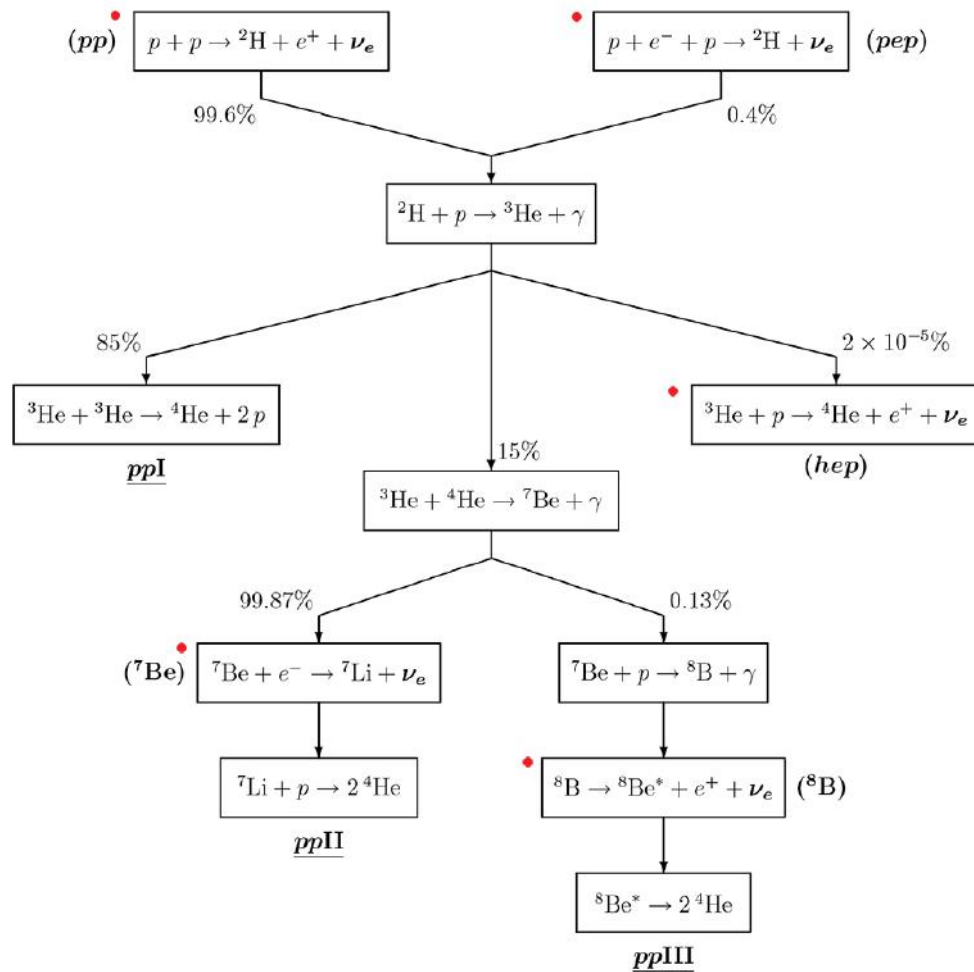 (pp) p + p → ²H + e⁺ + νₑ
p + e⁻ + p → ²H + νₑ (pep)
99.6%
0.4%
²H + p → ³He + γ
85%
2 × 10⁻⁵%
³He + ³He → ⁴He + 2 p
³He + p → ⁴He + e⁺ + νₑ
ppI
(hep)
15%
³He + ⁴He → ⁷Be + γ
99.87%
0.13%
(⁷Be) ⁷Be + e⁻ → ⁷Li + νₑ
⁷Be + p → ⁸B + γ
⁷Li + p → 2 ⁴He
⁸B → ⁸Be* + e⁺ + νₑ (⁸B)
ppII
⁸Be* → 2 ⁴He
ppIII